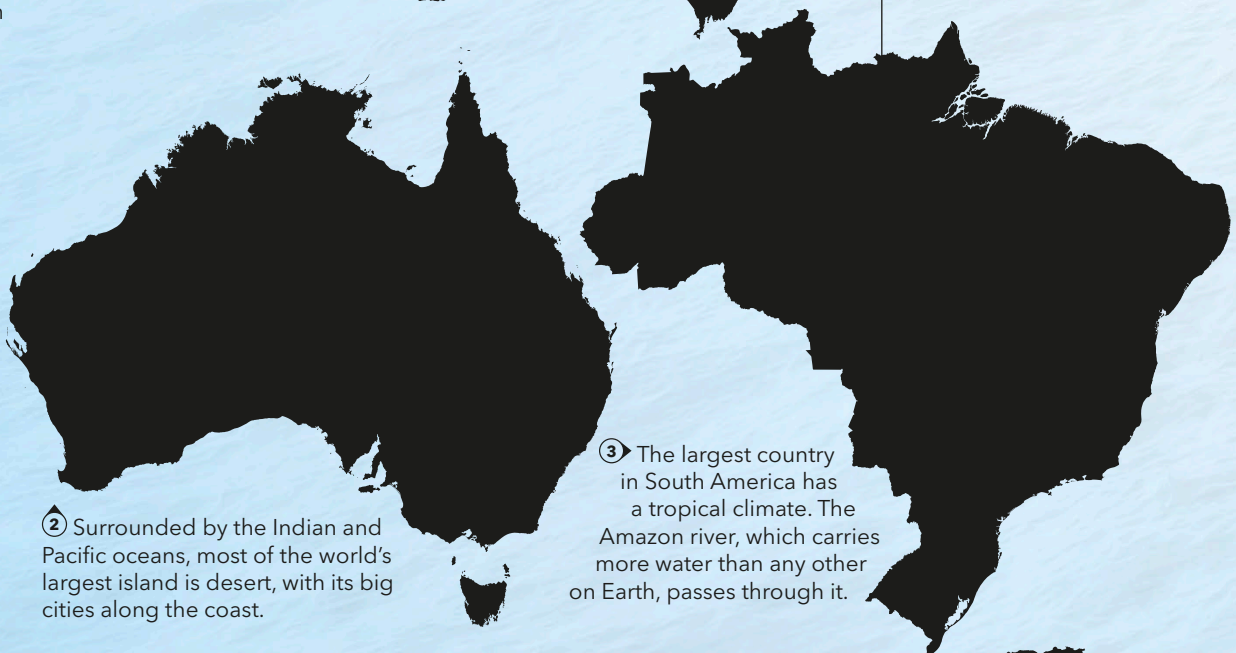 2 Surrounded by the Indian and
Pacific oceans, most of the world's
largest island is desert, with its big
cities along the coast.
3 The largest country
in South America has
a tropical climate. The
Amazon river, which carries
more water than any other
on Earth, passes through it.